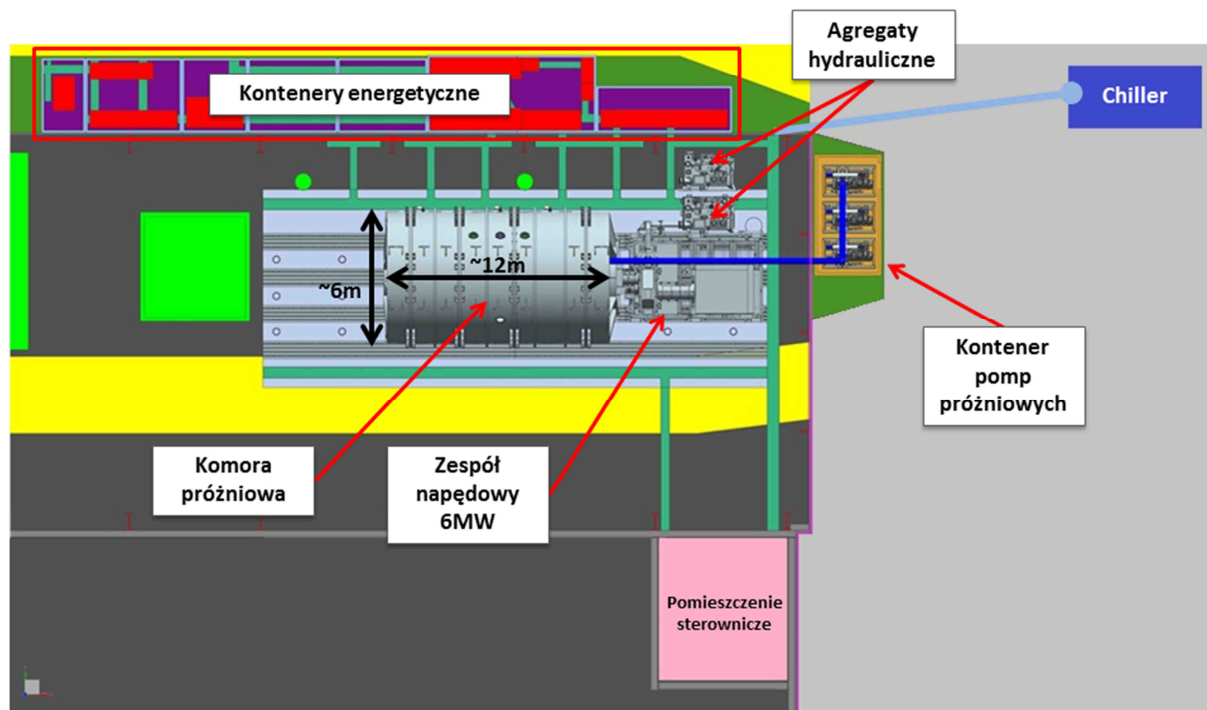 Agregaty
hydrauliczne
Kontenery energetyczne
Chiller
~12m
~6m
Kontener
pomp
próżniowych
Komora
próżniowa
Zespół
napędowy
6MW
Pomieszczenie
sterownicze